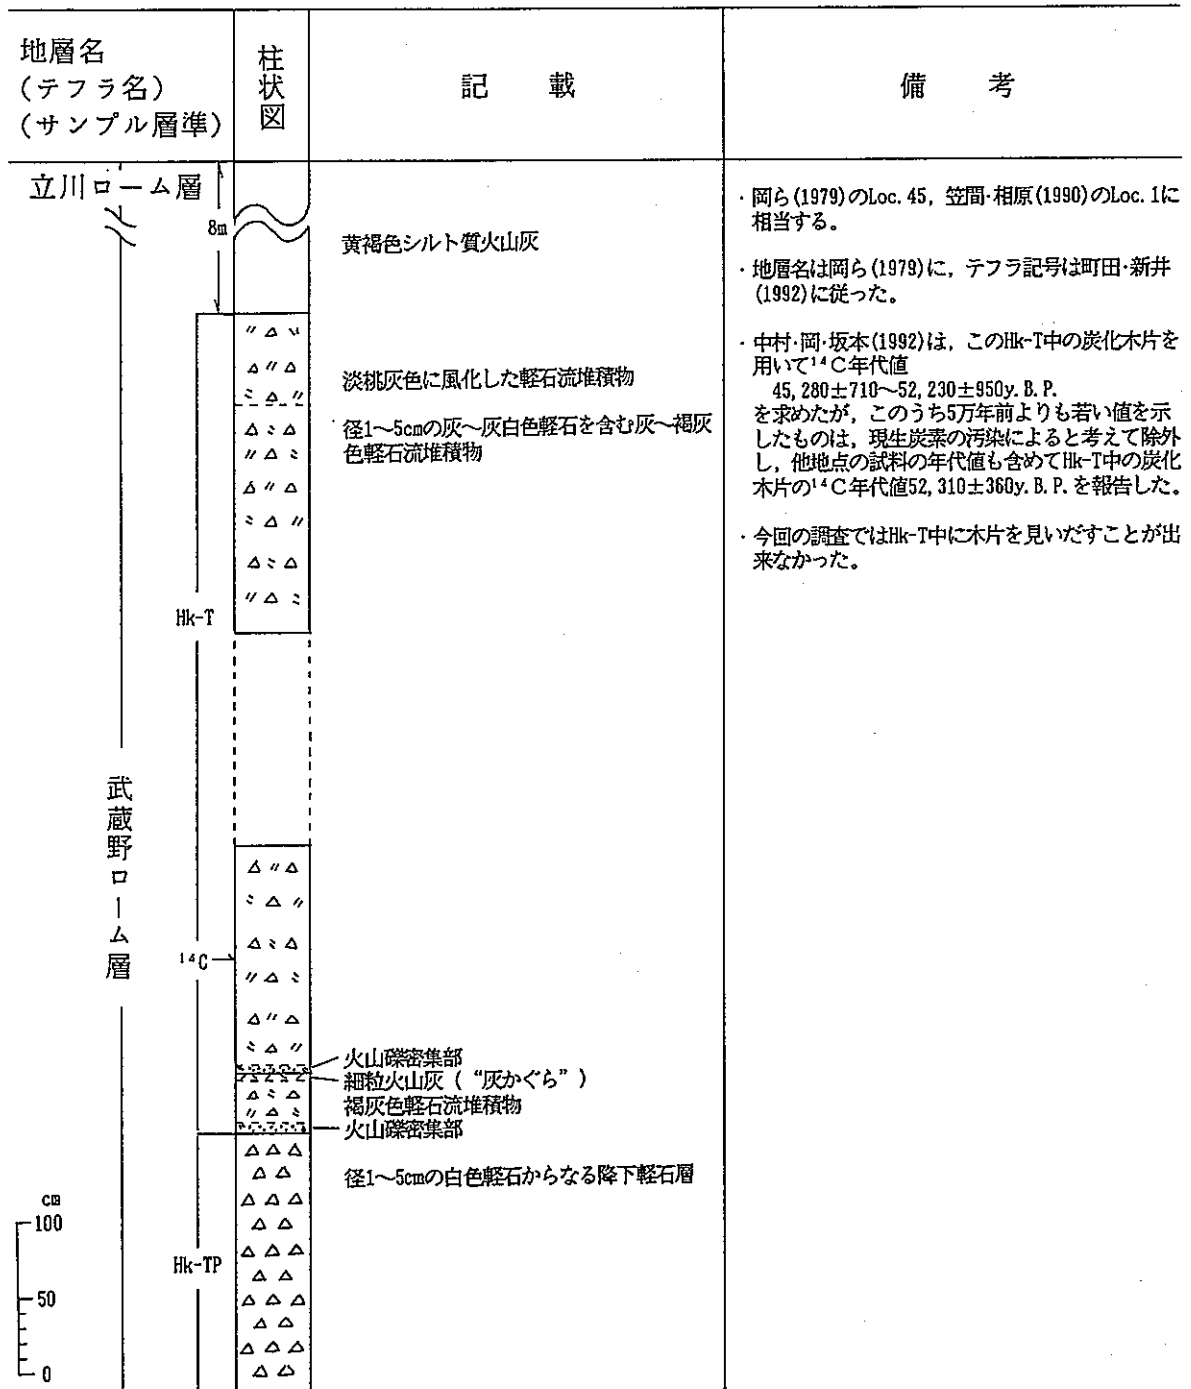 地層名
(テフラ名)
(サンプル層準)
柱状図
記 載
備 考
立川ローム層
8m
黄褐色シルト質火山灰
・岡ら(1979)のLoc. 45, 笠間·相原(1990)のLoc. 1に
相当する。
・地層名は岡ら(1979)に, テフラ記号は町田·新井
(1992)に従った。
・中村·岡·坂本(1992)は, このHk-T中の炭化木片を
用いて¹⁴C年代値
45,280±710～52,230±950y.B.P.
を求めたが, このうち5万年前よりも若い値を示
したものは, 現生炭素の汚染によると考えて除外
し, 他地点の試料の年代値も含めてHk-T中の炭化
木片の¹⁴C年代値52,310±360y.B.P.を報告した。
・今回の調査ではHk-T中に木片を見いだすことが出
来なかった。
淡桃灰色に風化した軽石流堆積物
径1～5cmの灰～灰白色軽石を含む灰～褐灰
色軽石流堆積物
Hk-T
武蔵野ローム層
¹⁴C
火山礫密集部
細粒火山灰 ( “灰かぐら” )
褐灰色軽石流堆積物
火山礫密集部
径1～5cmの白色軽石からなる降下軽石層
Hk-TP
cm
100
50
0